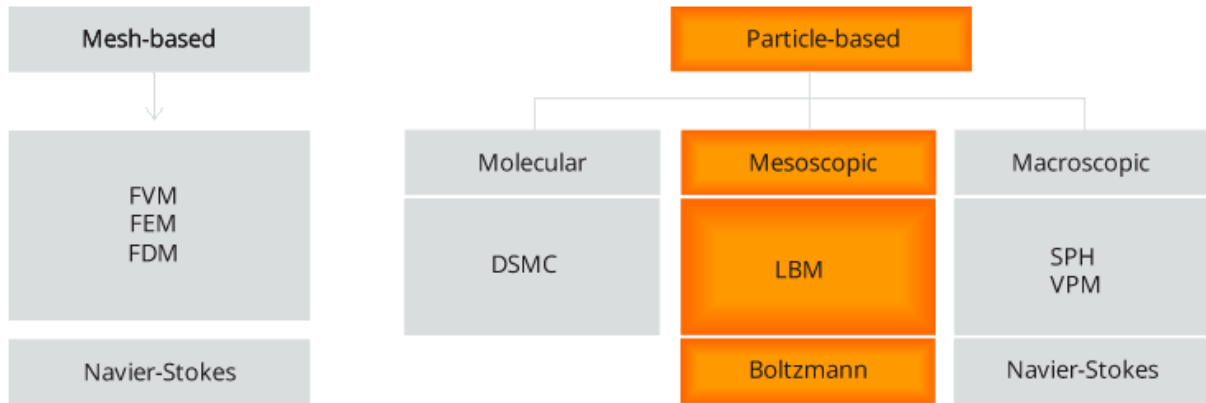 Mesh-based
FVM
FEM
FDM
Navier-Stokes
Particle-based
Molecular
DSMC
Mesoscopic
LBM
Boltzmann
Macroscopic
SPH
VPM
Navier-Stokes